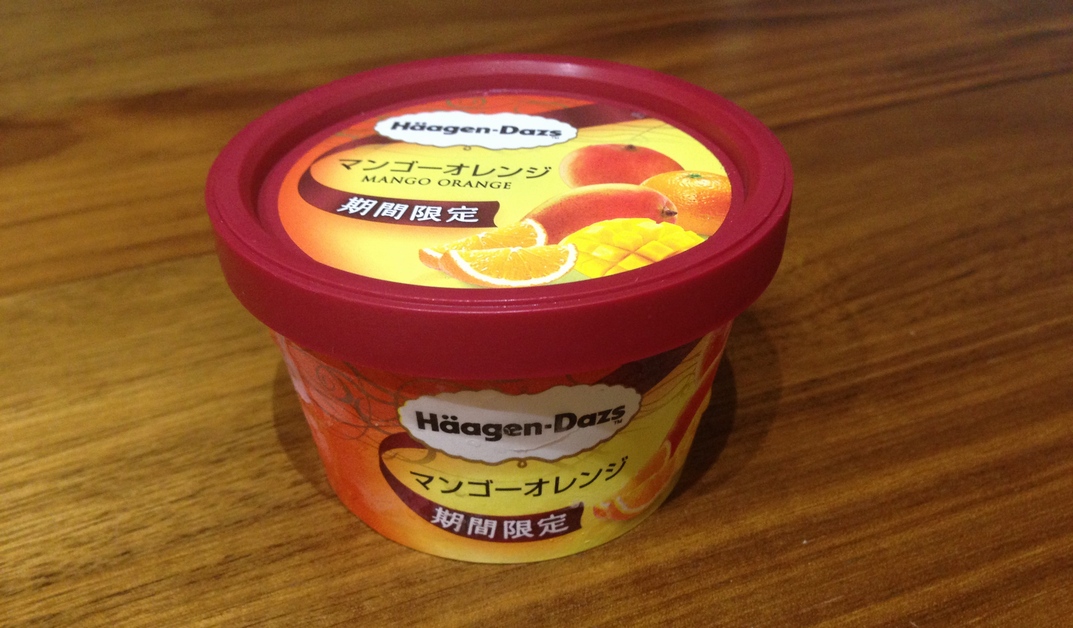 Häagen-Dazs
マンゴーオレンジ
MANGO ORANGE
期間限定
Häagen-Dazs™
マンゴーオレンジ
期間限定